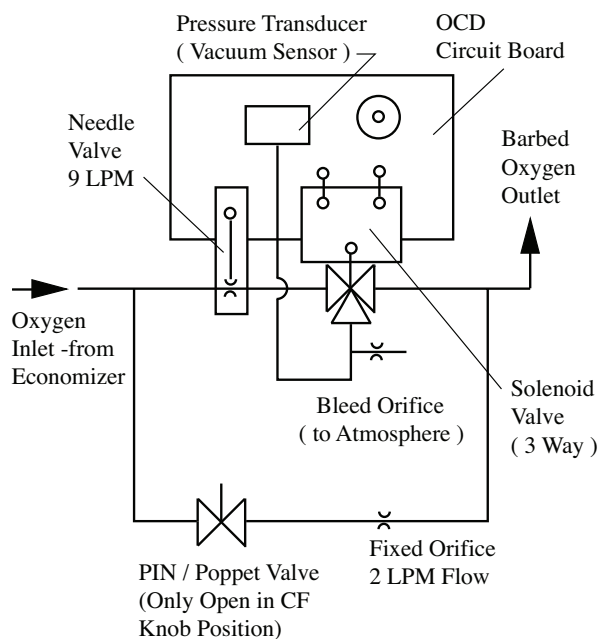 Pressure Transducer
( Vacuum Sensor )
OCD
Circuit Board
Needle
Valve
9 LPM
Barbed
Oxygen
Outlet
Oxygen
Inlet -from
Economizer
Bleed Orifice
( to Atmosphere )
Solenoid
Valve
( 3 Way )
PIN / Poppet Valve
(Only Open in CF
Knob Position)
Fixed Orifice
2 LPM Flow